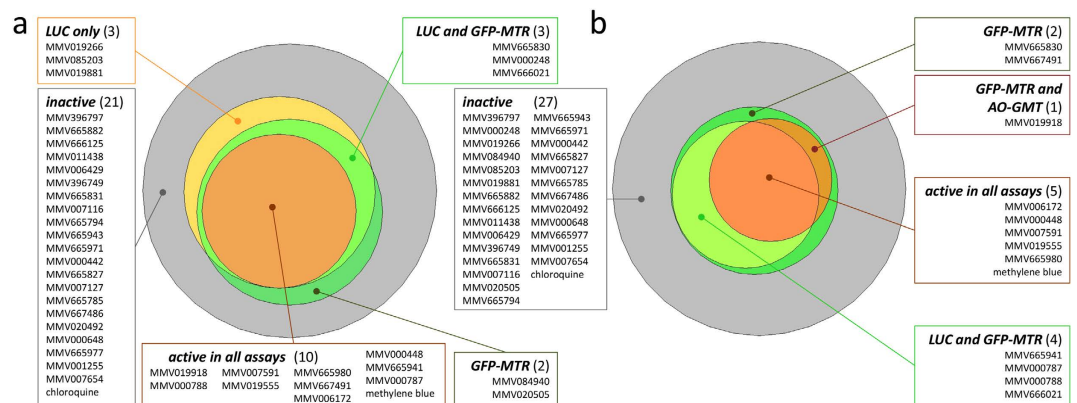 a
LUC only (3)
MMV019266
MMV085203
MMV019881
LUC and GFP-MTR (3)
MMV665830
MMV000248
MMV666021
inactive (21)
MMV396797
MMV665882
MMV666125
MMV011438
MMV006429
MMV396749
MMV665831
MMV007116
MMV665794
MMV665943
MMV665971
MMV000442
MMV665827
MMV007127
MMV665785
MMV667486
MMV020492
MMV000648
MMV665977
MMV001255
MMV007654
chloroquine
active in all assays (10)
MMV019918 MMV007591 MMV665980 MMV000448
MMV000788 MMV019555 MMV667491 MMV665941
MMV006172 MMV000787
methylene blue
GFP-MTR (2)
MMV084940
MMV020505
b
inactive (27)
MMV396797 MMV665943
MMV000248 MMV665971
MMV019266 MMV000442
MMV084940 MMV665827
MMV085203 MMV007127
MMV019881 MMV665785
MMV665882 MMV667486
MMV666125 MMV020492
MMV011438 MMV000648
MMV006429 MMV665977
MMV396749 MMV001255
MMV665831 MMV007654
MMV007116 chloroquine
MMV020505
MMV665794
GFP-MTR (2)
MMV665830
MMV667491
GFP-MTR and
AO-GMT (1)
MMV019918
active in all assays (5)
MMV006172
MMV000448
MMV007591
MMV019555
MMV665980
methylene blue
LUC and GFP-MTR (4)
MMV665941
MMV000787
MMV000788
MMV666021